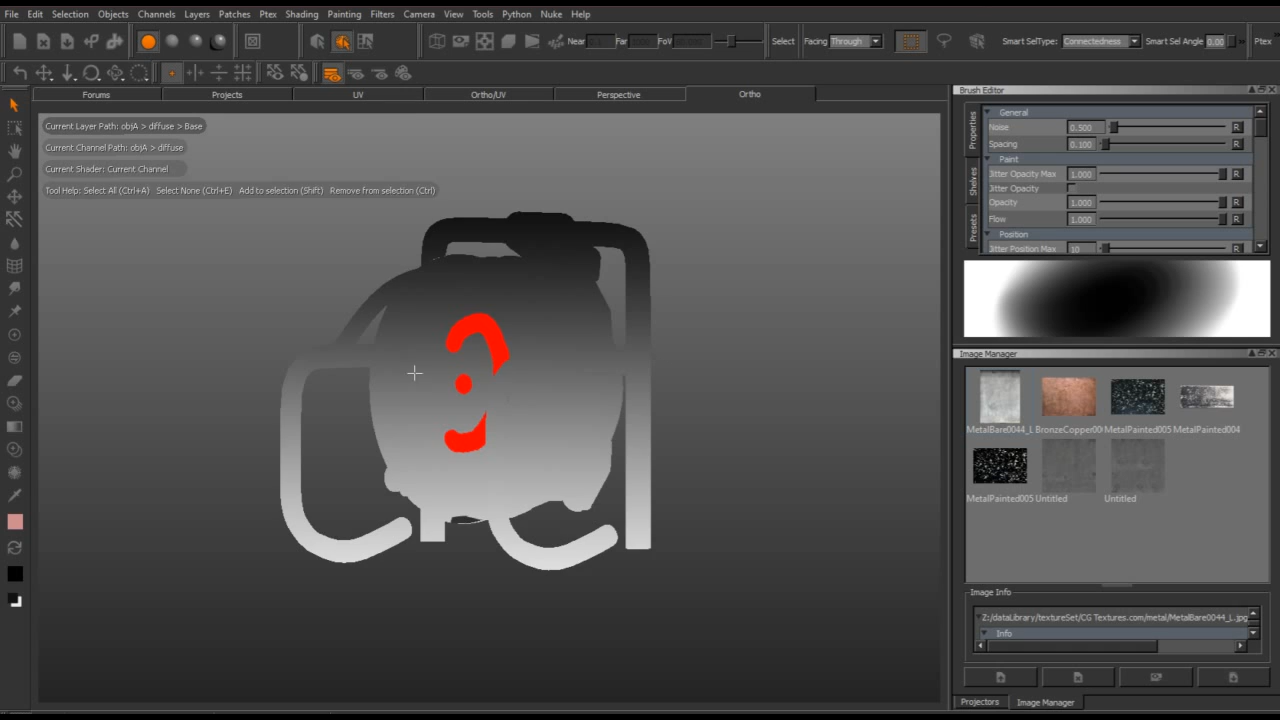 File Edit Selection Objects Channels Layers Patches Ptex Shading Painting Filters Camera View Tools Python Nuke Help
Near Far FoV Select Facing Through Smart SelType: Connectedness Smart Sel Angle 0.00 Ptex
Forums Projects UV Ortho/UV Perspective Ortho
Brush Editor
Current Layer Path: objA > diffuse > Base
Current Channel Path: objA > diffuse
Current Shader: Current Channel
Tool Help: Select All (Ctrl+A) Select None (Ctrl+E) Add to selection (Shift) Remove from selection (Ctrl)
Properties
Shelves
Presets
General
Noise 0.500 R
Spacing 0.100 R
Paint
Jitter Opacity Max 1.000 R
Jitter Opacity
Opacity 1.000 R
Flow 1.000 R
Position
Jitter Position Max 10 R
Image Manager
MetalBare0044_L BronzeCopper00 MetalPainted005 MetalPainted004
MetalPainted005 Untitled Untitled
Image Info
Z:/dataLibrary/textureSet/CG Textures.com/metal/MetalBare0044_L.jpg
Info
Projectors Image Manager